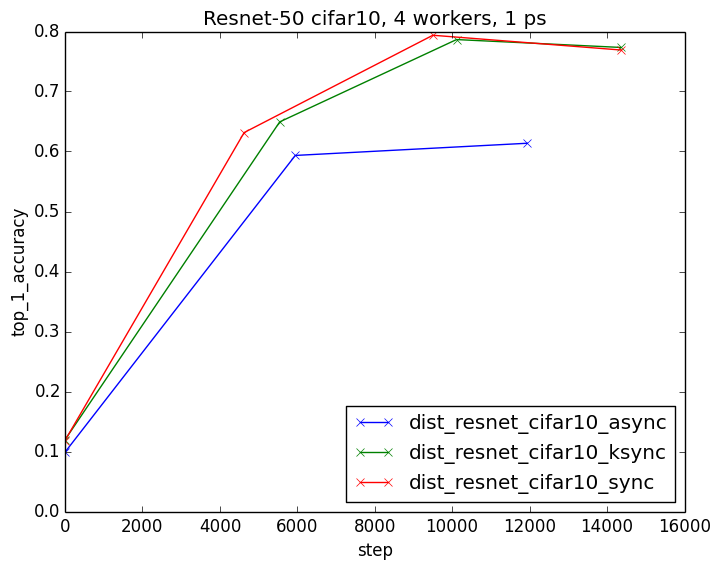 Resnet-50 cifar10, 4 workers, 1 ps
top_1_accuracy
0.8
0.7
0.6
0.5
0.4
0.3
0.2
0.1
0.0
dist_resnet_cifar10_async
dist_resnet_cifar10_ksync
dist_resnet_cifar10_sync
0 2000 4000 6000 8000 10000 12000 14000 16000
step